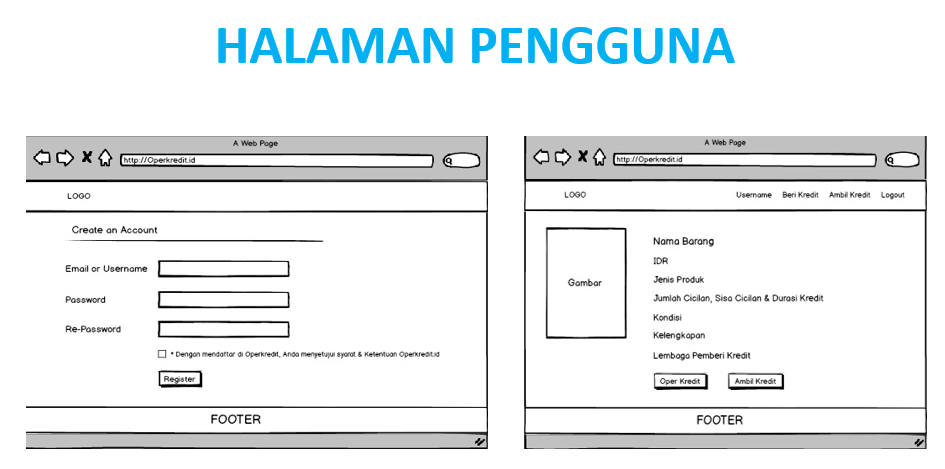 HALAMAN PENGGUNA
A Web Page
http://Operkredit.id
LOGO
Create an Account
Email or Username
Password
Re-Password
* Dengan mendaftar di Operkredit, Anda menyetujui syarat & Ketentuan Operkredit.id
Register
FOOTER
A Web Page
http://Operkredit.id
LOGO Username Beri Kredit Ambil Kredit Logout
Gambar
Nama Barang
IDR
Jenis Produk
Jumlah Cicilan, Sisa Cicilan & Durasi Kredit
Kondisi
Kelengkapan
Lembaga Pemberi Kredit
Oper Kredit Ambil Kredit
FOOTER